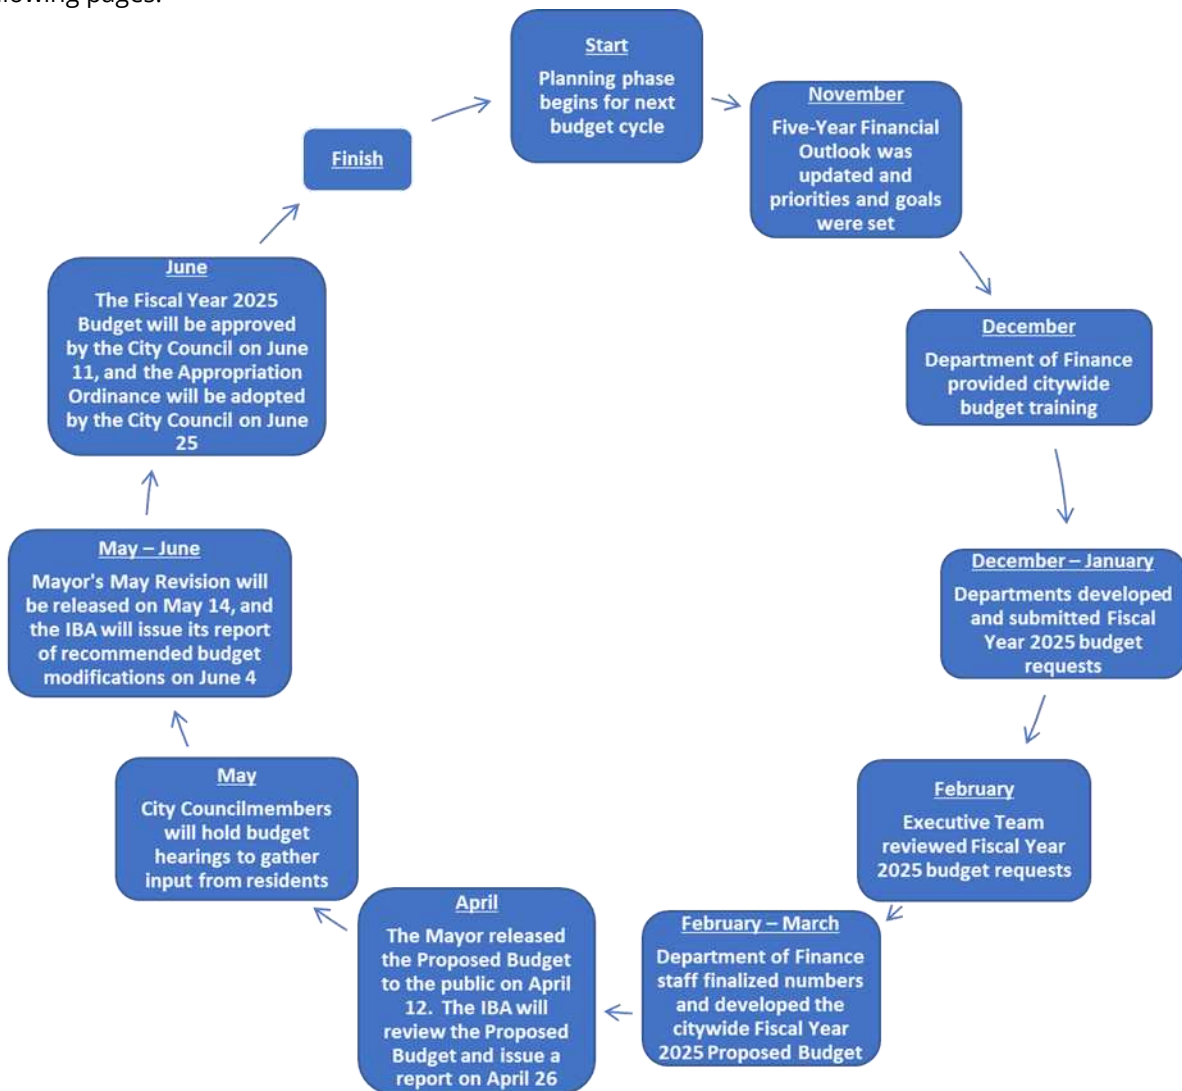 lowing pages.
Start
Planning phase
begins for next
budget cycle
November
Five-Year Financial
Outlook was
updated and
priorities and goals
were set
December
Department of Finance
provided citywide
budget training
December – January
Departments developed
and submitted Fiscal
Year 2025 budget
requests
February
Executive Team
reviewed Fiscal Year
2025 budget requests
February – March
Department of Finance
staff finalized numbers
and developed the
citywide Fiscal Year
2025 Proposed Budget
April
The Mayor released
the Proposed Budget
to the public on April
12.  The IBA will
review the Proposed
Budget and issue a
report on April 26
May
City Councilmembers
will hold budget
hearings to gather
input from residents
May – June
Mayor's May Revision will
be released on May 14, and
the IBA will issue its report
of recommended budget
modifications on June 4
June
The Fiscal Year 2025
Budget will be approved
by the City Council on June
11, and the Appropriation
Ordinance will be adopted
by the City Council on June
25
Finish